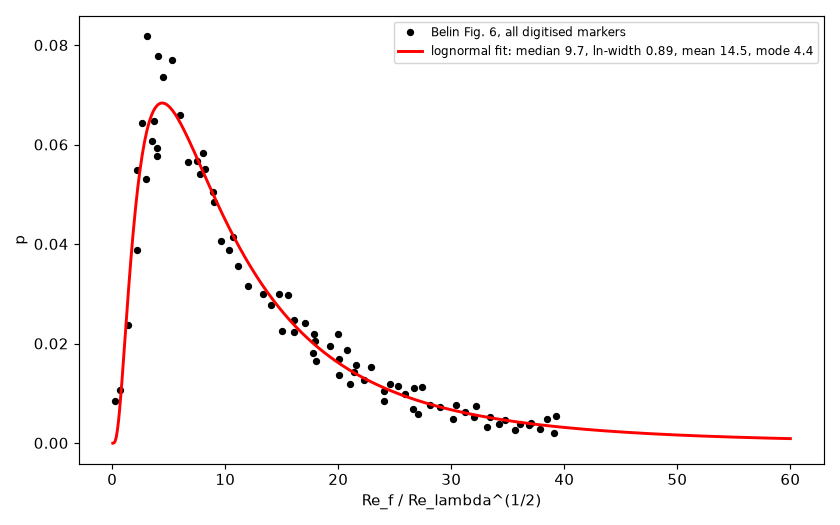 Belin Fig. 6, all digitised markers
lognormal fit: median 9.7, ln-width 0.89, mean 14.5, mode 4.4
0.08
0.06
0.04
0.02
0.00
p
0 10 20 30 40 50 60
Re_f / Re_lambda^(1/2)